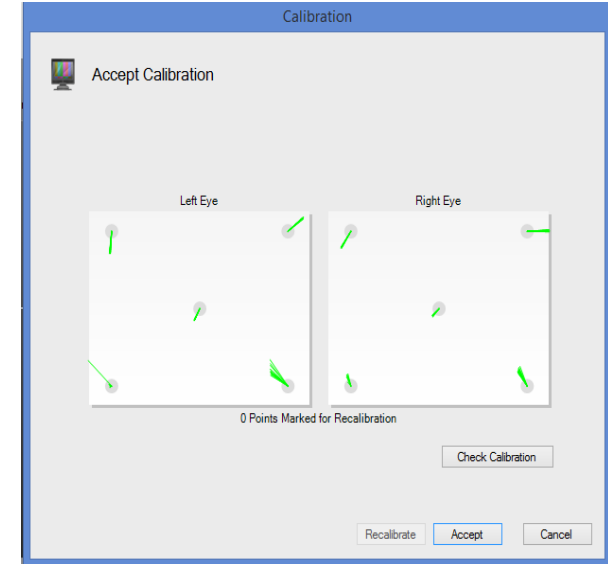 Calibration
Accept Calibration
Left Eye
Right Eye
0 Points Marked for Recalibration
Check Calibration
Recalibrate
Accept
Cancel